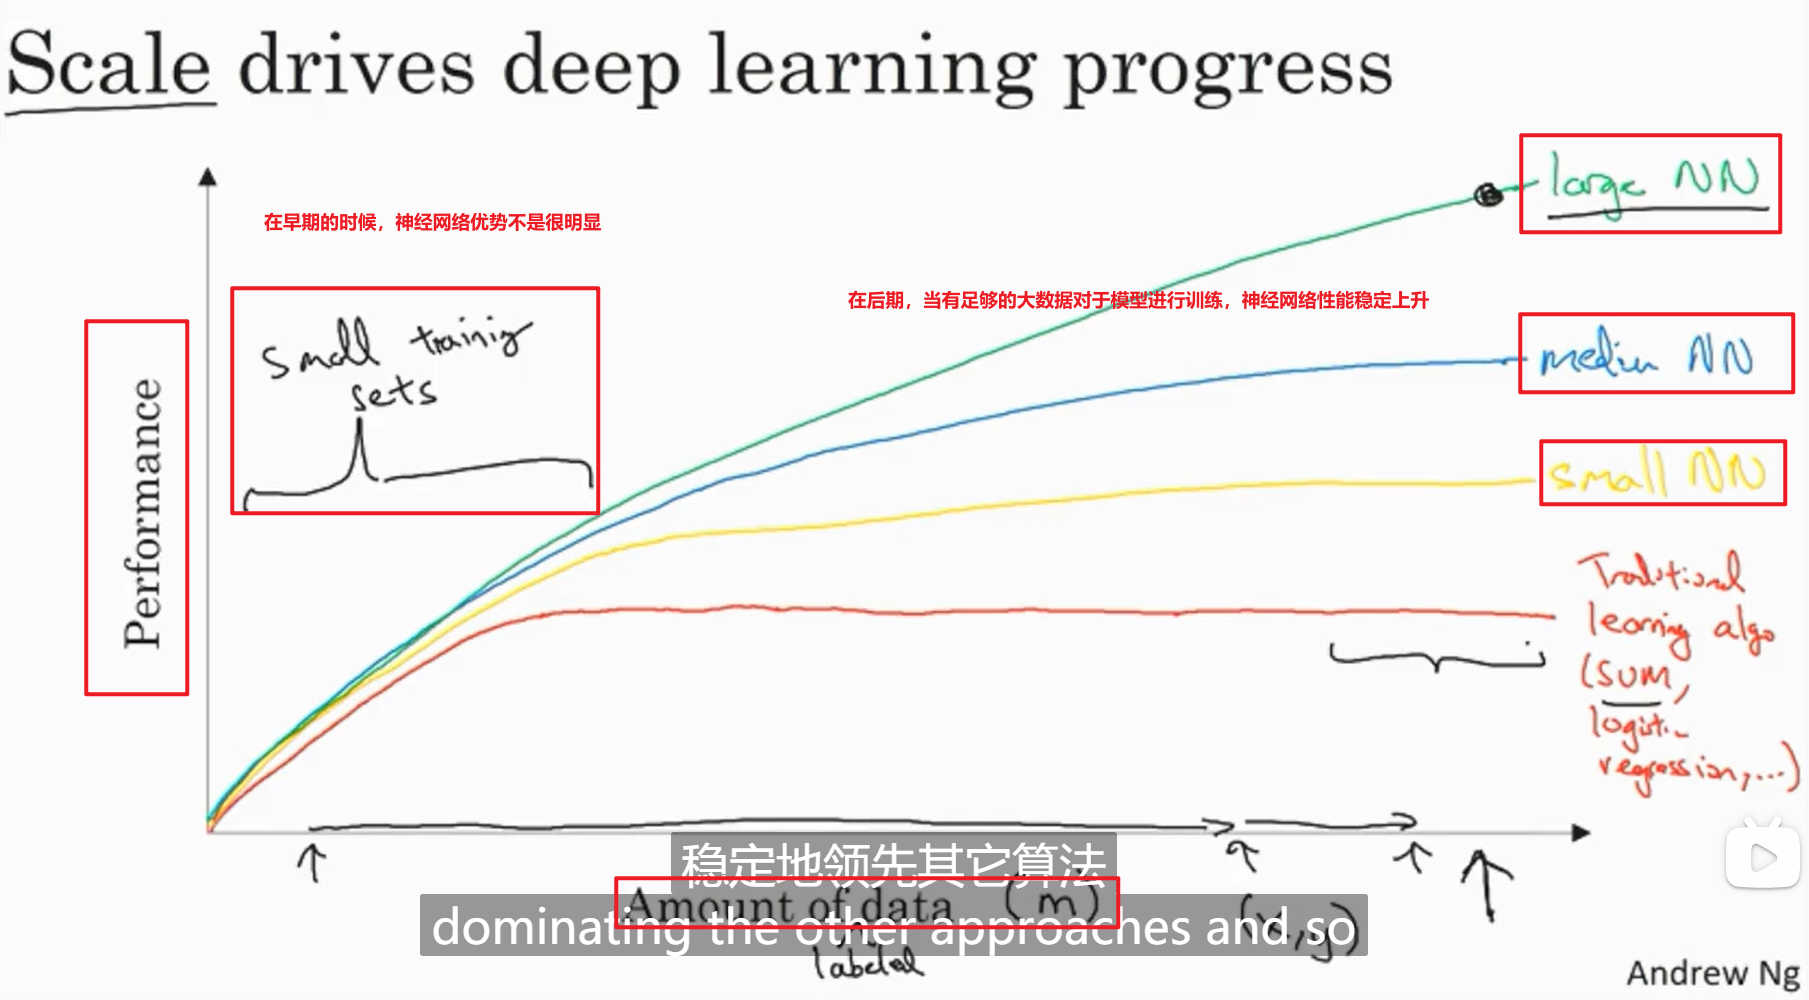 Scale drives deep learning progress
large NN
在早期的时候，神经网络优势不是很明显
在后期，当有足够的大数据对于模型进行训练，神经网络性能稳定上升
small trainig
sets
mediu NN
Performance
small NN
Traditional
learning algo
(SVM,
logisti
regression,...)
稳定地领先其它算法
Amount of data (m)
dominating the other approaches and so
(x,y)
labeled
Andrew Ng